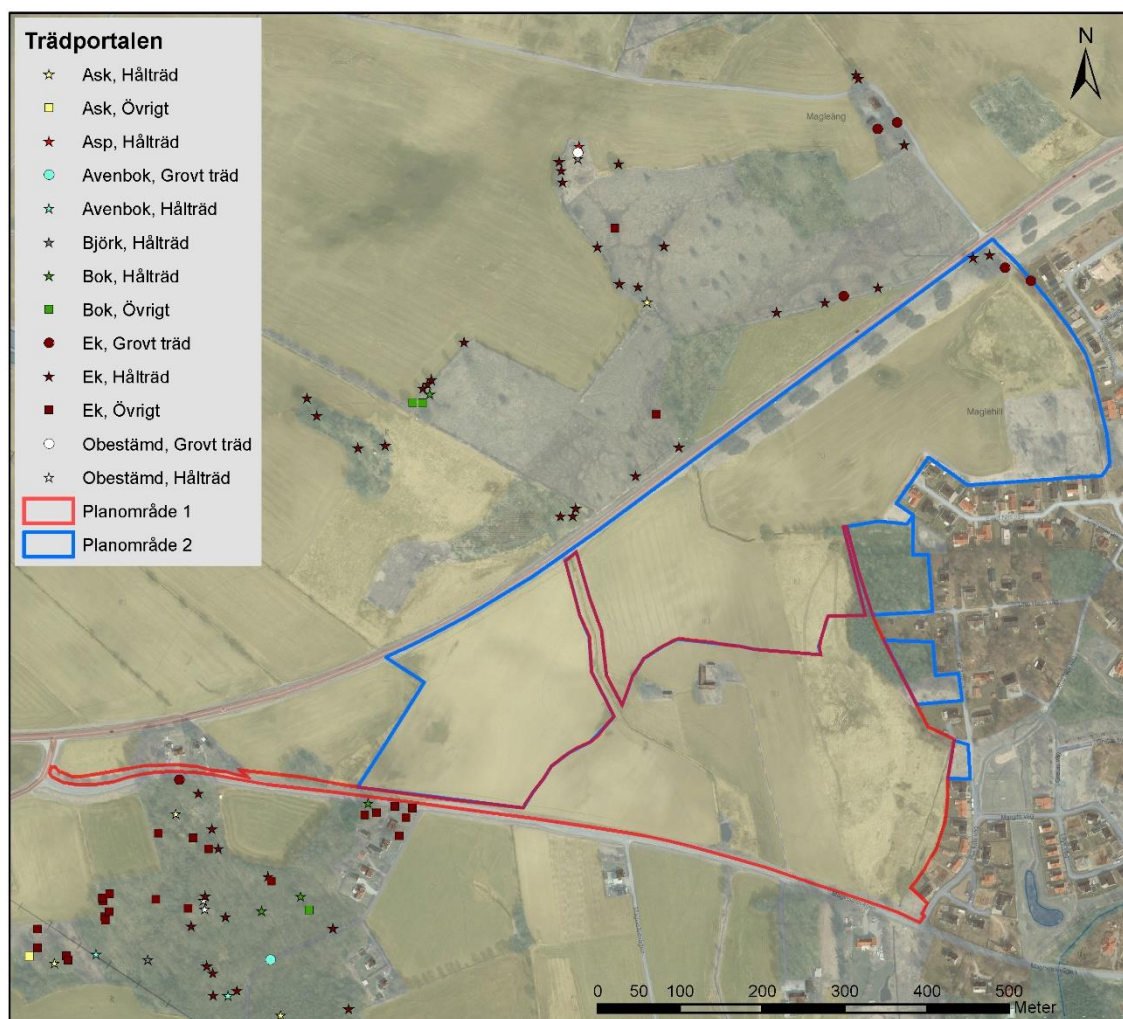 Trädportalen
Ask, Hålträd
Ask, Övrigt
Asp, Hålträd
Avenbok, Grovt träd
Avenbok, Hålträd
Björk, Hålträd
Bok, Hålträd
Bok, Övrigt
Ek, Grovt träd
Ek, Hålträd
Ek, Övrigt
Obestämd, Grovt träd
Obestämd, Hålträd
Planområde 1
Planområde 2
N
Magleäng
Maglehill
0 50 100 200 300 400 500
Meter